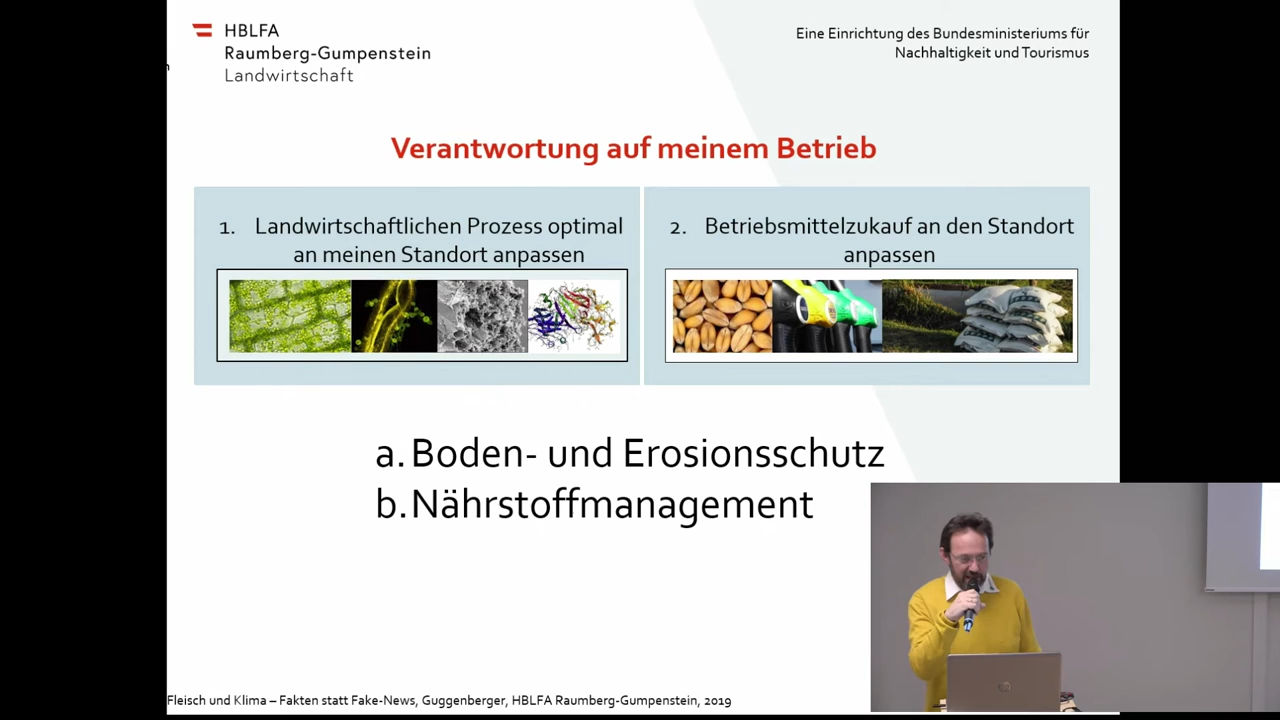 HBLFA
Raumberg-Gumpenstein
Landwirtschaft
Eine Einrichtung des Bundesministeriums für
Nachhaltigkeit und Tourismus
Verantwortung auf meinem Betrieb
1. Landwirtschaftlichen Prozess optimal
an meinen Standort anpassen
2. Betriebsmittelzukauf an den Standort
anpassen
a. Boden- und Erosionsschutz
b. Nährstoffmanagement
Fleisch und Klima – Fakten statt Fake-News, Guggenberger, HBLFA Raumberg-Gumpenstein, 2019